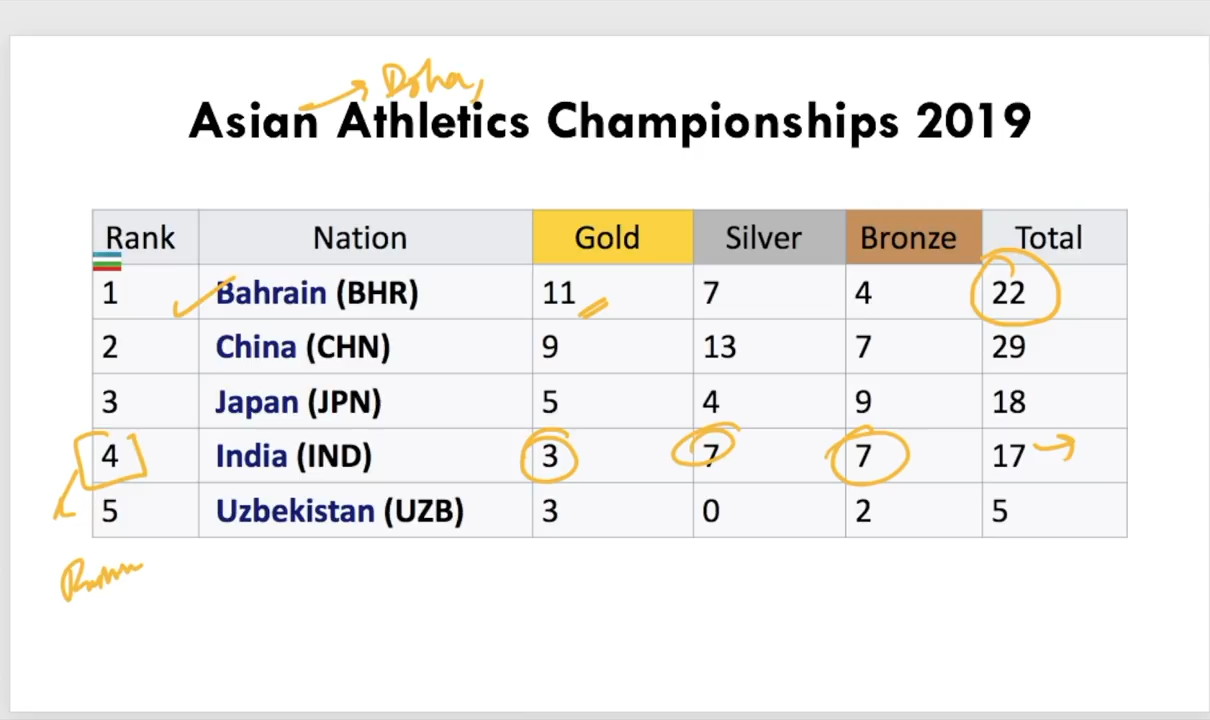 Doha,
Asian Athletics Championships 2019
Rank Nation Gold Silver Bronze Total
1 Bahrain (BHR) 11 7 4 22
2 China (CHN) 9 13 7 29
3 Japan (JPN) 5 4 9 18
4 India (IND) 3 7 7 17
5 Uzbekistan (UZB) 3 0 2 5